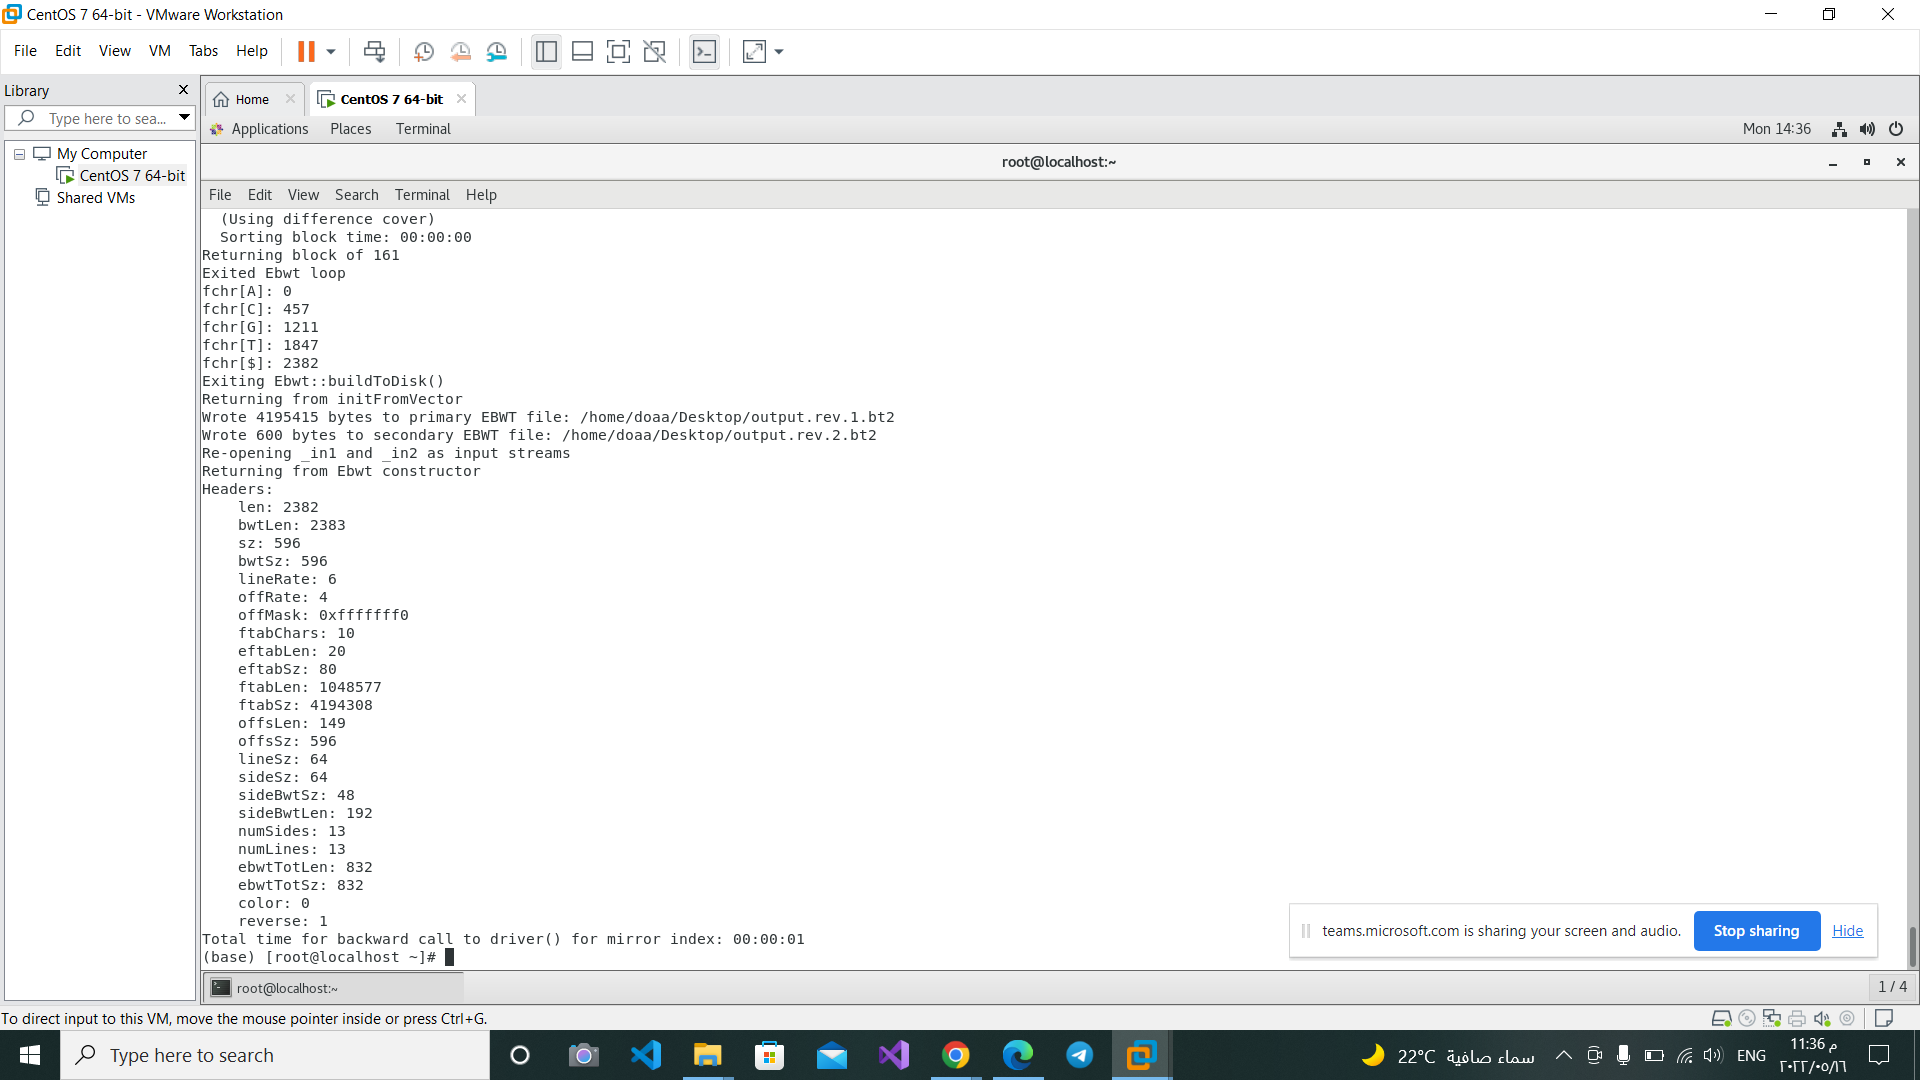 CentOS 7 64-bit - VMware Workstation
File Edit View VM Tabs Help
Library
Type here to sea...
My Computer
CentOS 7 64-bit
Shared VMs
Home
CentOS 7 64-bit
Applications Places Terminal
Mon 14:36
root@localhost:~
File Edit View Search Terminal Help
(Using difference cover)
Sorting block time: 00:00:00
Returning block of 161
Exited Ebwt loop
fchr[A]: 0
fchr[C]: 457
fchr[G]: 1211
fchr[T]: 1847
fchr[$]: 2382
Exiting Ebwt::buildToDisk()
Returning from initFromVector
Wrote 4195415 bytes to primary EBWT file: /home/doaa/Desktop/output.rev.1.bt2
Wrote 600 bytes to secondary EBWT file: /home/doaa/Desktop/output.rev.2.bt2
Re-opening _in1 and _in2 as input streams
Returning from Ebwt constructor
Headers:
len: 2382
bwtLen: 2383
sz: 596
bwtSz: 596
lineRate: 6
offRate: 4
offMask: 0xfffffff0
ftabChars: 10
eftabLen: 20
eftabSz: 80
ftabLen: 1048577
ftabSz: 4194308
offsLen: 149
offsSz: 596
lineSz: 64
sideSz: 64
sideBwtSz: 48
sideBwtLen: 192
numSides: 13
numLines: 13
ebwtTotLen: 832
ebwtTotSz: 832
color: 0
reverse: 1
Total time for backward call to driver() for mirror index: 00:00:01
(base) [root@localhost ~]#
teams.microsoft.com is sharing your screen and audio. Stop sharing Hide
root@localhost:~
1 / 4
To direct input to this VM, move the mouse pointer inside or press Ctrl+G.
Type here to search
22°C سماء صافية
ENG
11:36 م
٢٠٢٢/٠٥/١٦